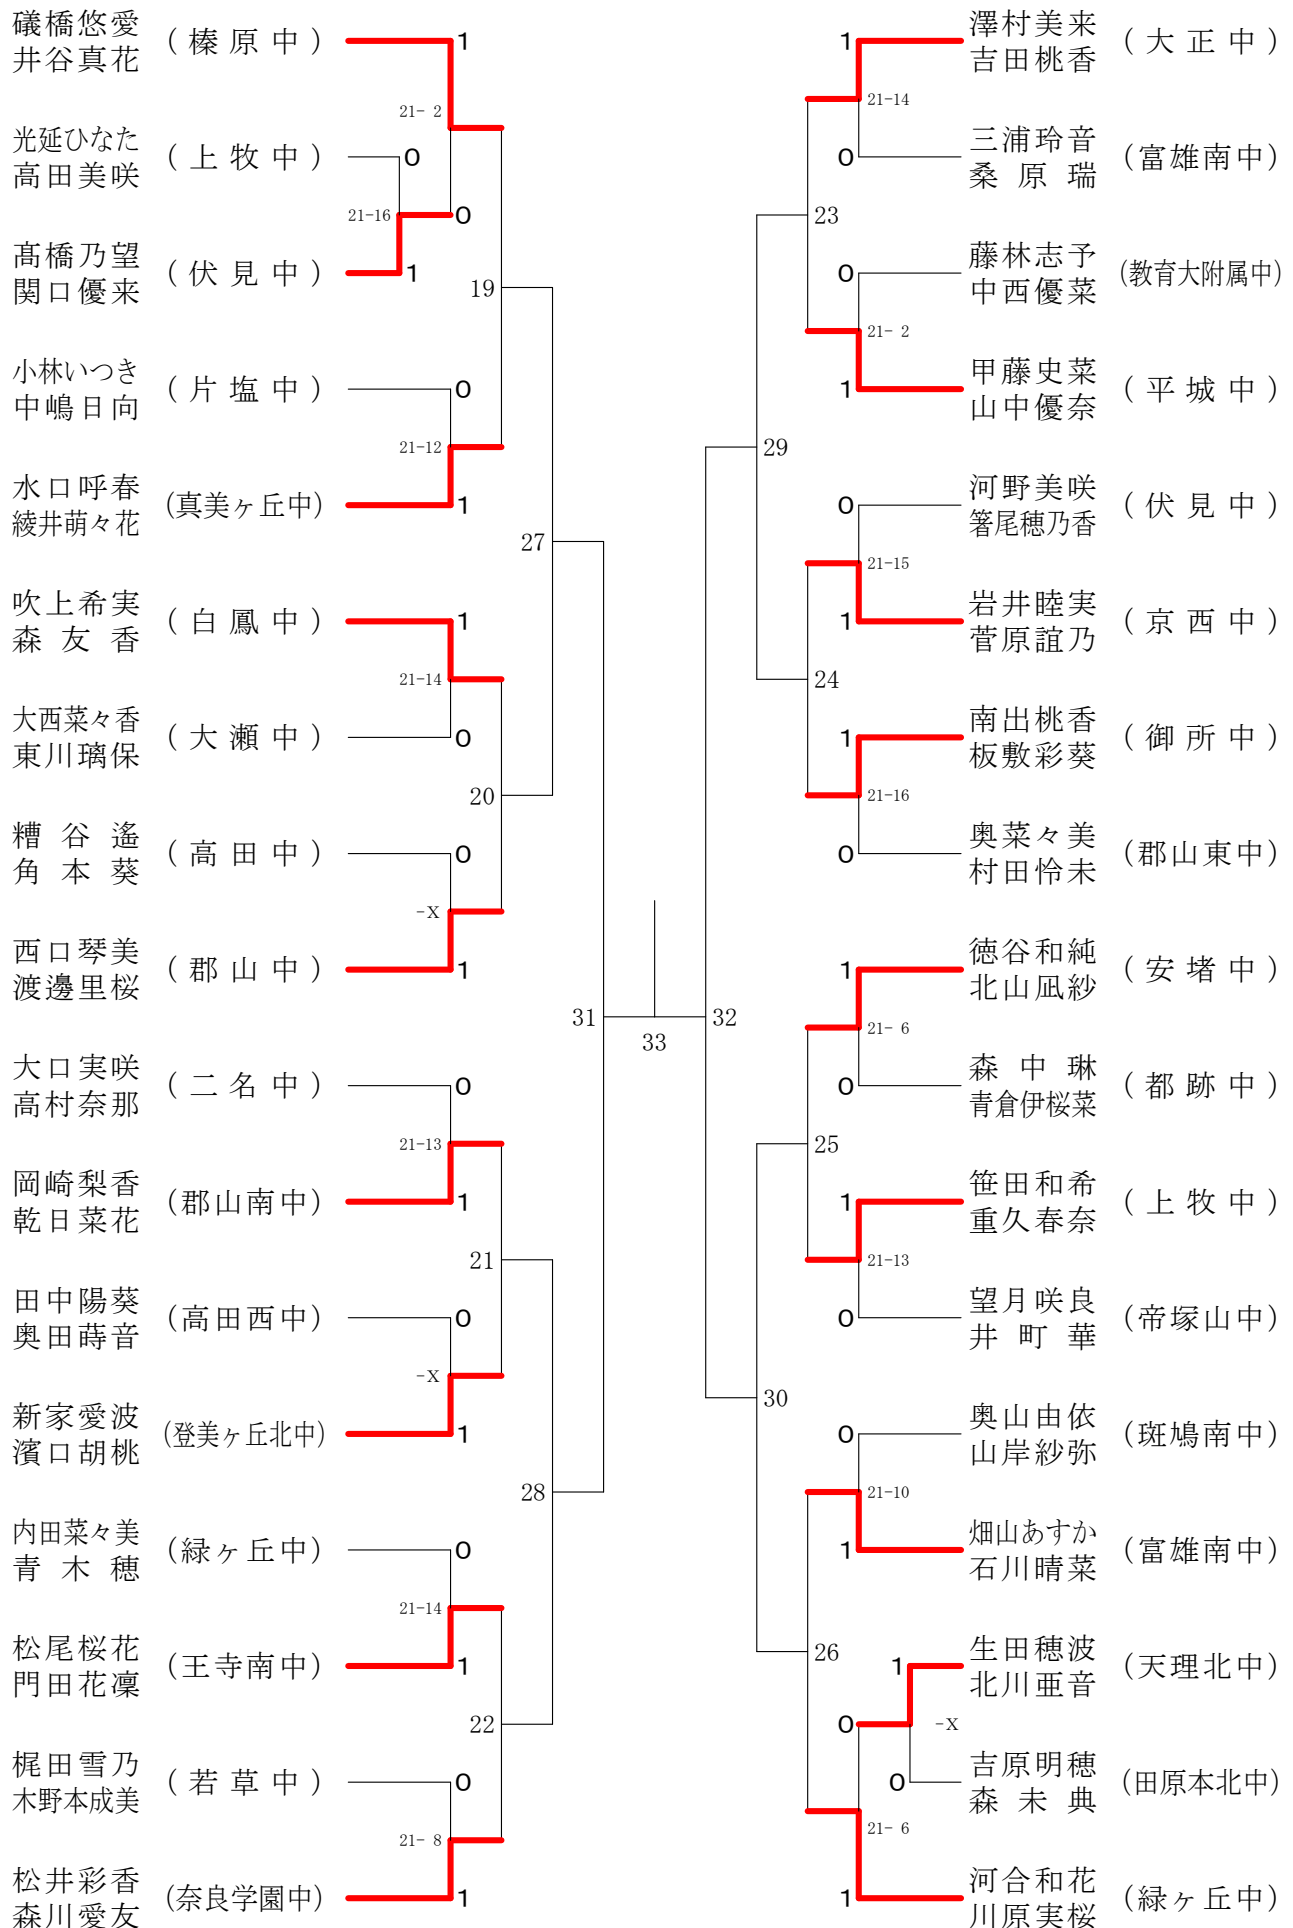 礒橋悠愛
井谷真花
(榛原中)
1
21- 2
光延ひなた
高田美咲
(上牧中)
0
21-16
0
髙橋乃望
関口優来
(伏見中)
1
19
小林いつき
中嶋日向
(片塩中)
0
21-12
水口呼春
綾井萌々花
(真美ヶ丘中)
1
27
吹上希実
森友香
(白鳳中)
1
21-14
大西菜々香
東川璃保
(大瀬中)
0
20
糟谷遙
角本葵
(高田中)
0
-X
西口琴美
渡邊里桜
(郡山中)
1
31
33
大口実咲
高村奈那
(二名中)
0
21-13
岡崎梨香
乾日菜花
(郡山南中)
1
21
田中陽葵
奥田蒔音
(高田西中)
0
-X
新家愛波
濱口胡桃
(登美ヶ丘北中)
1
28
内田菜々美
青木穂
(緑ヶ丘中)
0
21-14
松尾桜花
門田花凜
(王寺南中)
1
22
梶田雪乃
木野本成美
(若草中)
0
21- 8
松井彩香
森川愛友
(奈良学園中)
1
1
澤村美来
吉田桃香
(大正中)
21-14
0
三浦玲音
桑原瑞
(富雄南中)
23
0
藤林志予
中西優菜
(教育大附属中)
21- 2
1
甲藤史菜
山中優奈
(平城中)
29
0
河野美咲
箸尾穂乃香
(伏見中)
21-15
1
岩井睦実
菅原誼乃
(京西中)
24
1
南出桃香
板敷彩葵
(御所中)
21-16
0
奥菜々美
村田怜未
(郡山東中)
32
1
徳谷和純
北山凪紗
(安堵中)
21- 6
0
森中琳
青倉伊桜菜
(都跡中)
25
1
笹田和希
重久春奈
(上牧中)
21-13
0
望月咲良
井町華
(帝塚山中)
30
0
奥山由依
山岸紗弥
(斑鳩南中)
21-10
1
畑山あすか
石川晴菜
(富雄南中)
26
1
生田穂波
北川亜音
(天理北中)
0
-X
0
吉原明穂
森未典
(田原本北中)
21- 6
1
河合和花
川原実桜
(緑ヶ丘中)